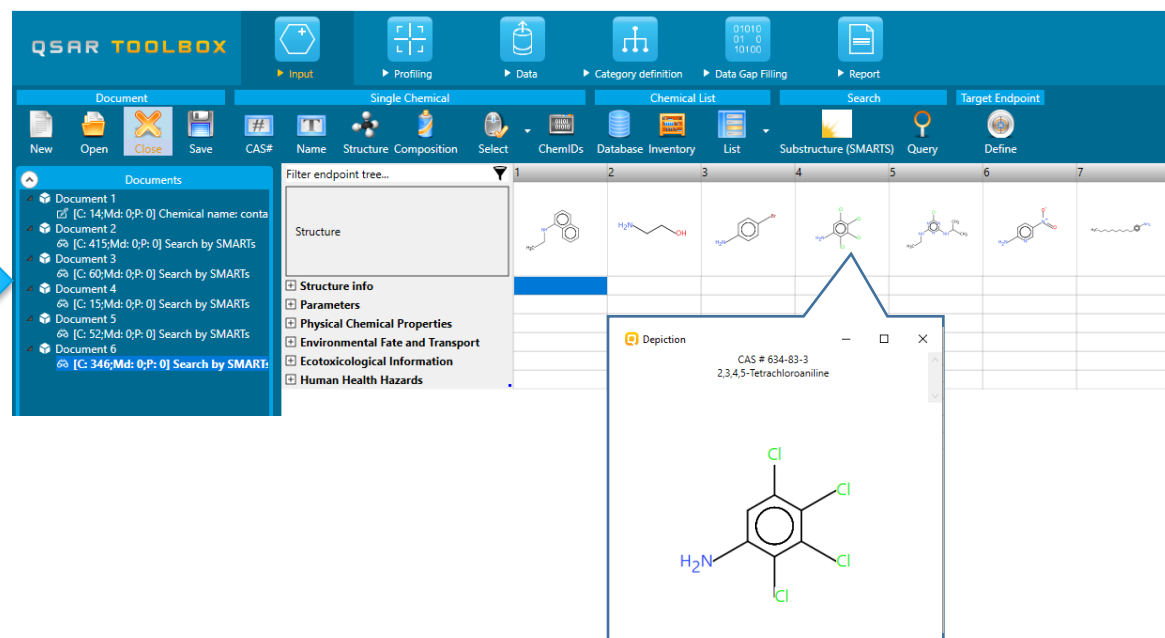 QSAR TOOLBOX
01010
01 0
10100
Input
Profiling
Data
Category definition
Data Gap Filling
Report
Document
Single Chemical
Chemical List
Search
Target Endpoint
#
T
New
Open
Close
Save
CAS#
Name
Structure
Composition
Select
ChemIDs
Database
Inventory
List
Substructure (SMARTS)
Query
Define
Documents
Document 1
[C: 14;Md: 0;P: 0] Chemical name: conta
Document 2
[C: 415;Md: 0;P: 0] Search by SMARTs
Document 3
[C: 60;Md: 0;P: 0] Search by SMARTs
Document 4
[C: 15;Md: 0;P: 0] Search by SMARTs
Document 5
[C: 52;Md: 0;P: 0] Search by SMARTs
Document 6
[C: 346;Md: 0;P: 0] Search by SMARTs
Filter endpoint tree...
1 2 3 4 5 6 7
Structure
H2N OH
Structure info
Parameters
Physical Chemical Properties
Environmental Fate and Transport
Ecotoxicological Information
Human Health Hazards
Depiction
CAS # 634-83-3
2,3,4,5-Tetrachloroaniline
Cl
Cl
H2N
Cl
Cl